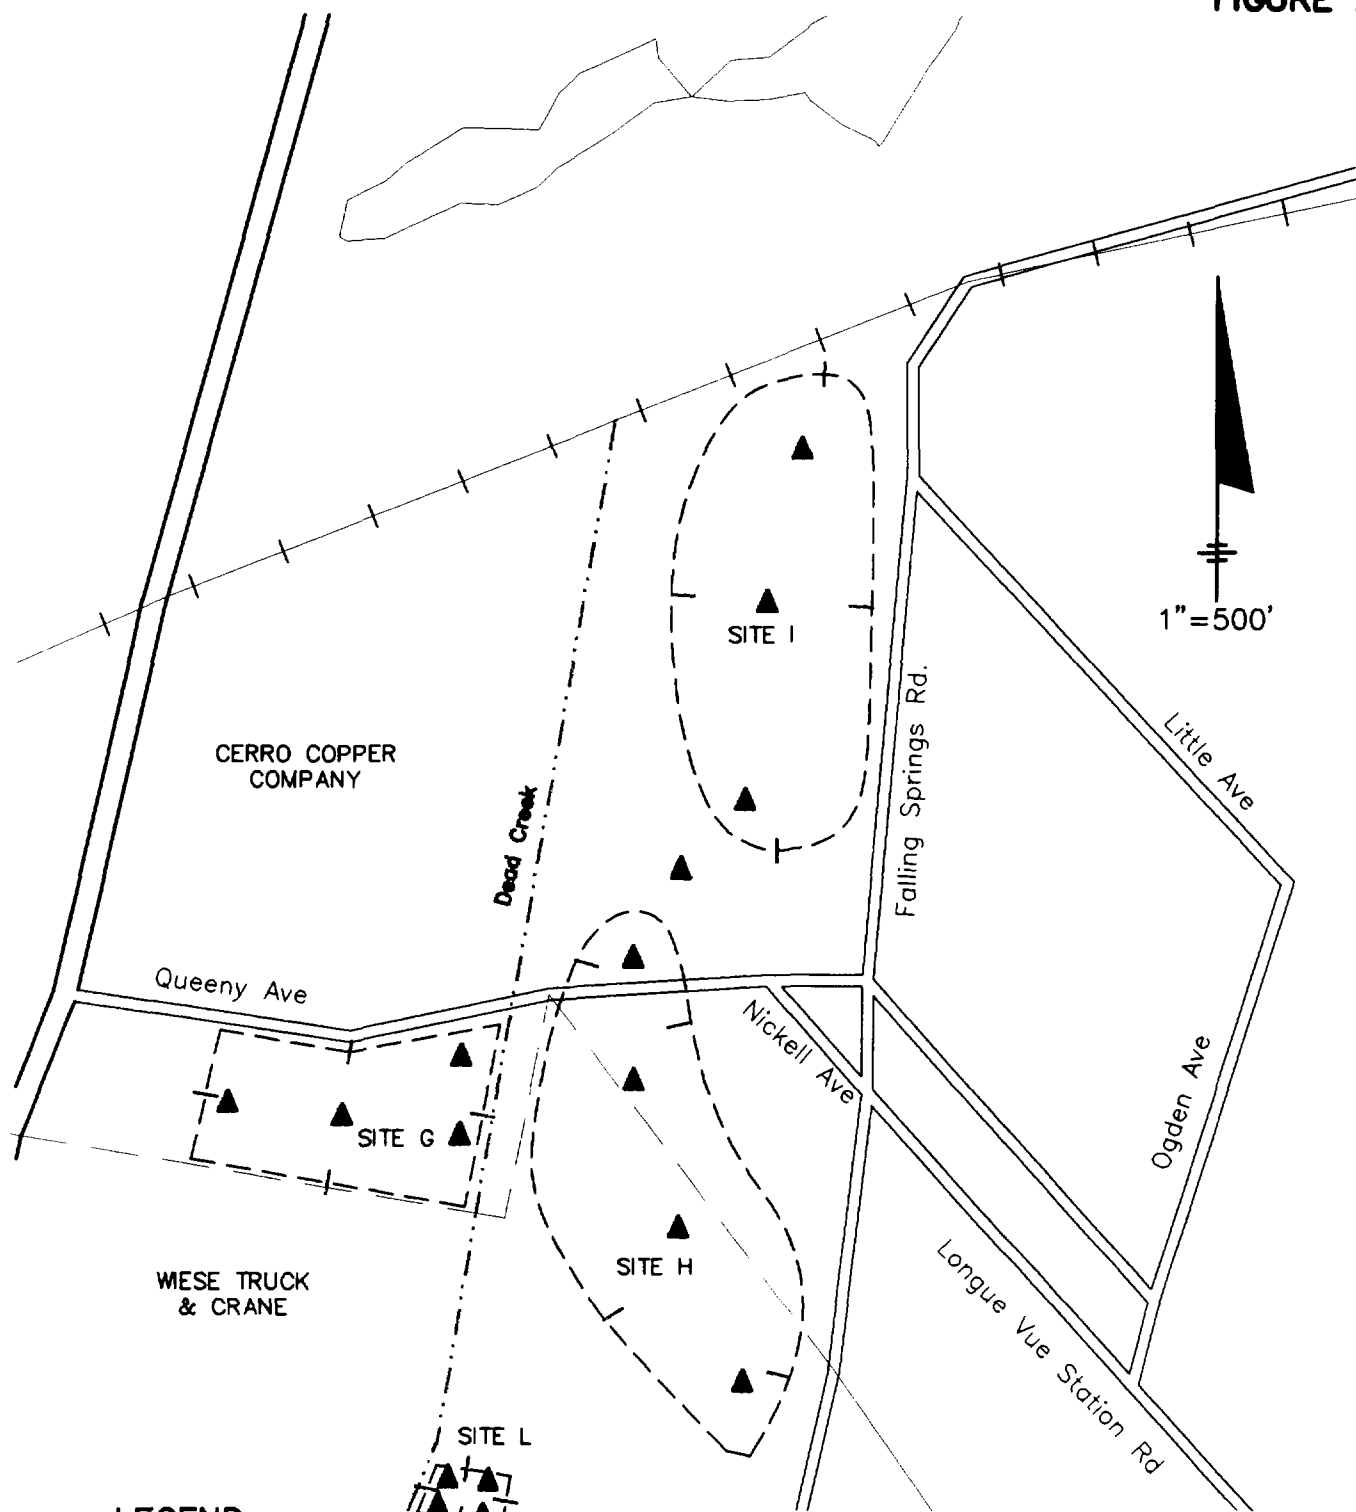 FIGURE
1"=500'
SITE I
Little Ave
Falling Springs Rd.
CERRO COPPER
COMPANY
Dead Creek
Queeny Ave
Nickell Ave
Ogden Ave
SITE G
SITE H
WIESE TRUCK
& CRANE
Longue Vue Station Rd
SITE L
LEGEND